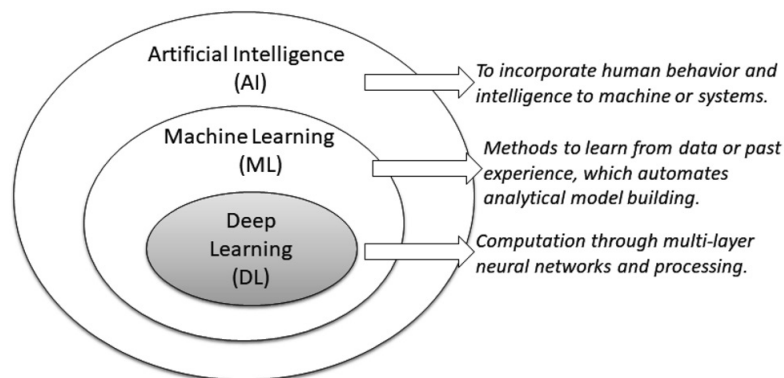 Artificial Intelligence
(AI)
To incorporate human behavior and
intelligence to machine or systems.
Machine Learning
(ML)
Methods to learn from data or past
experience, which automates
analytical model building.
Deep
Learning
(DL)
Computation through multi-layer
neural networks and processing.